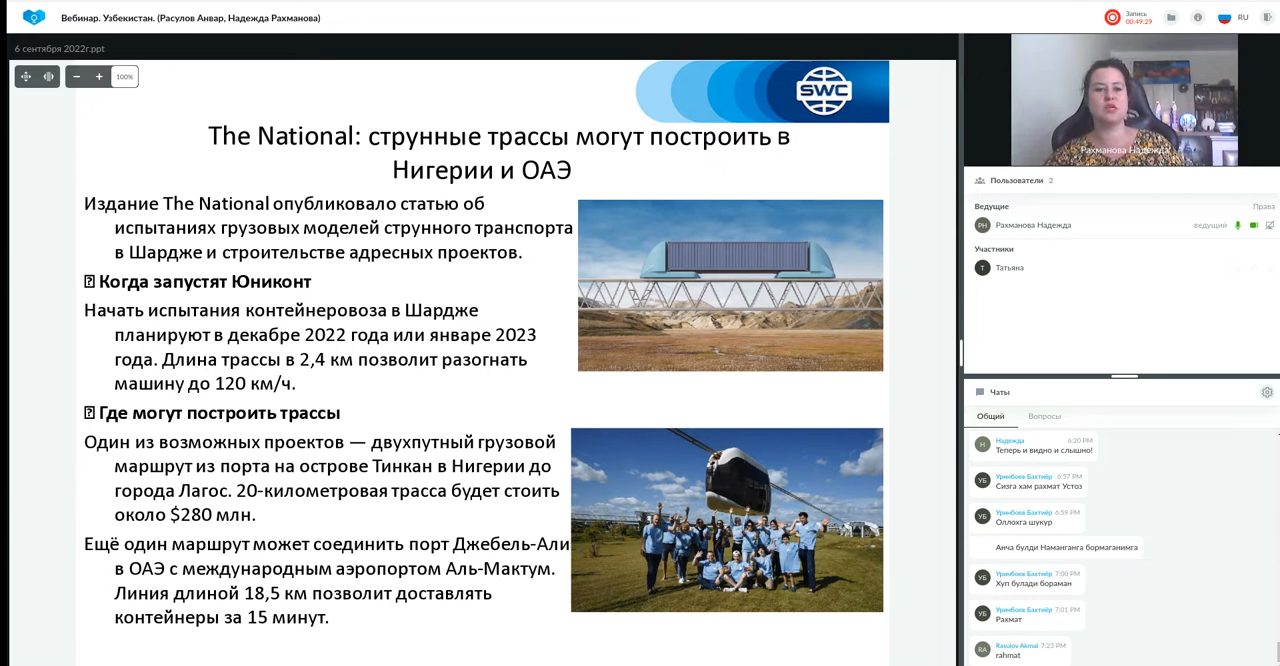 Вебинар. Узбекистан. (Расулов Анвар, Надежда Рахманова)
Запись
00:49:29
RU
6 сентября 2022г.ppt
100%
SWC
The National: струнные трассы могут построить в
Нигерии и ОАЭ
Издание The National опубликовало статью об
испытаниях грузовых моделей струнного транспорта
в Шардже и строительстве адресных проектов.
Когда запустят Юниконт
Начать испытания контейнеровоза в Шардже
планируют в декабре 2022 года или январе 2023
года. Длина трассы в 2,4 км позволит разогнать
машину до 120 км/ч.
Где могут построить трассы
Один из возможных проектов — двухпутный грузовой
маршрут из порта на острове Тинкан в Нигерии до
города Лагос. 20-километровая трасса будет стоить
около $280 млн.
Ещё один маршрут может соединить порт Джебель-Али
в ОАЭ с международным аэропортом Аль-Мактум.
Линия длиной 18,5 км позволит доставлять
контейнеры за 15 минут.
Рахманова Надежда
Пользователи 2
Ведущие Права
РН Рахманова Надежда ведущий
Участники
Т Татьяна
Чаты
Общий Вопросы
Н Надежда 6:20 PM
Теперь и видно и слышно!
УБ Уринбоев Бахтиёр 6:57 PM
Сизга хам рахмат Устоз
УБ Уринбоев Бахтиёр 6:59 PM
Оллохга шукур
Анча булди Наманганга бормаганимга
УБ Уринбоев Бахтиёр 7:00 PM
Хуп булади бораман
УБ Уринбоев Бахтиёр 7:01 PM
Рахмат
RA Rasulov Akmal 7:23 PM
rahmat